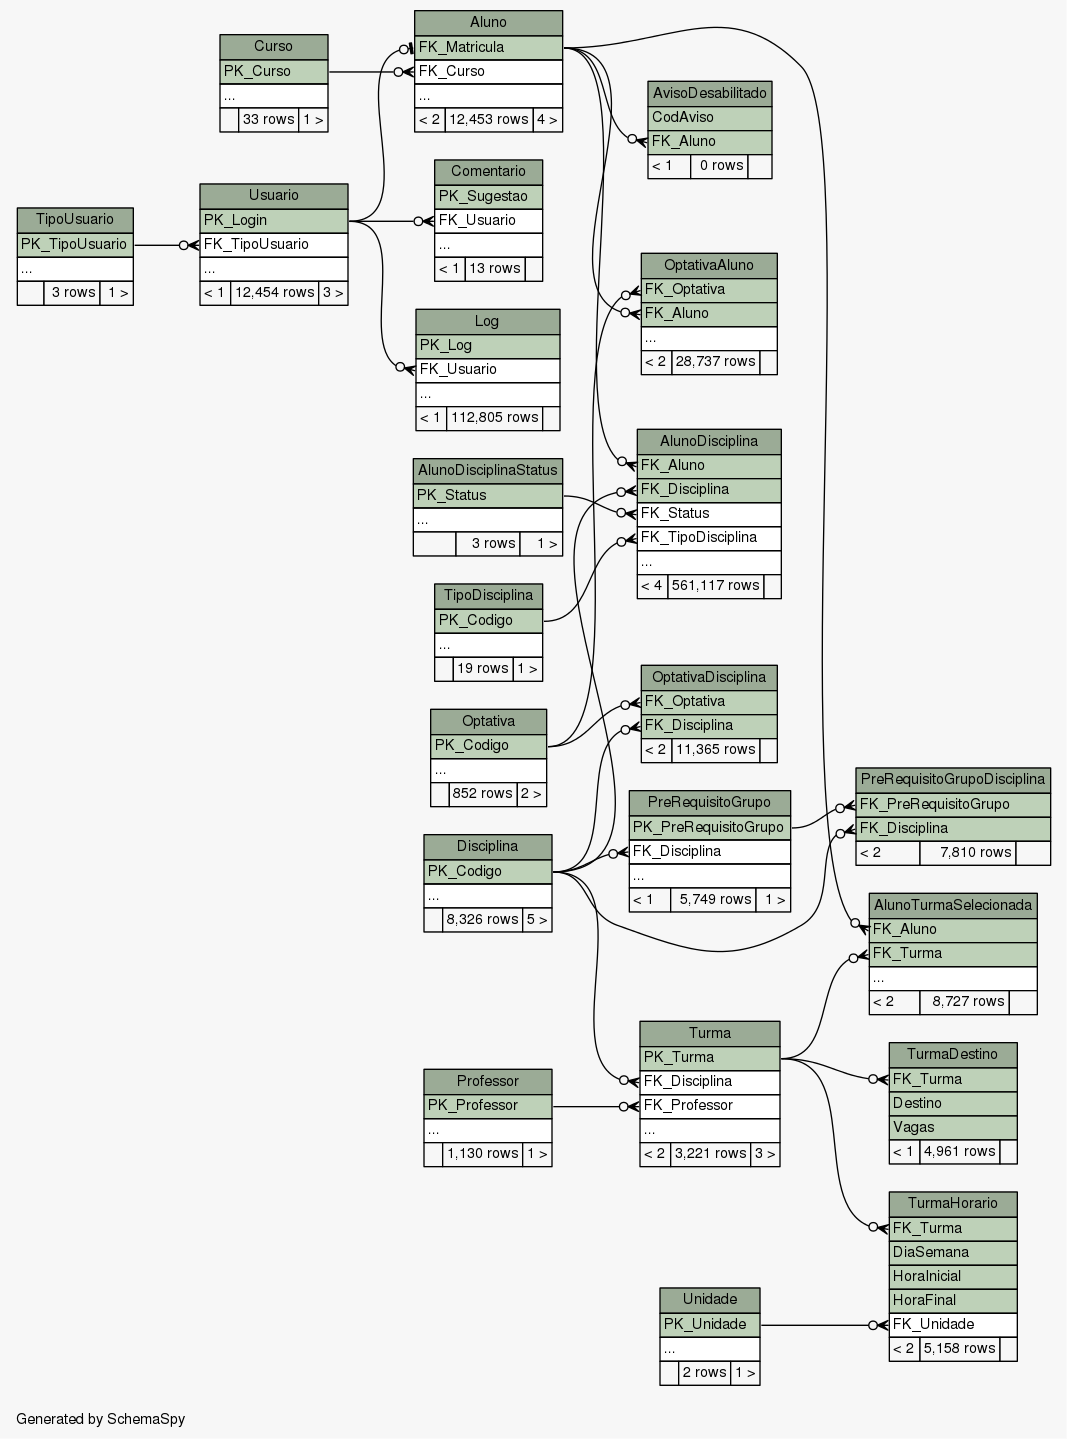 Aluno
FK_Matricula
FK_Curso
...
< 2 12,453 rows 4 >
Curso
PK_Curso
...
33 rows 1 >
AvisoDesabilitado
CodAviso
FK_Aluno
< 1 0 rows
Comentario
PK_Sugestao
FK_Usuario
...
< 1 13 rows
Usuario
PK_Login
FK_TipoUsuario
...
< 1 12,454 rows 3 >
TipoUsuario
PK_TipoUsuario
...
3 rows 1 >
OptativaAluno
FK_Optativa
FK_Aluno
...
< 2 28,737 rows
Log
PK_Log
FK_Usuario
...
< 1 112,805 rows
AlunoDisciplina
FK_Aluno
FK_Disciplina
FK_Status
FK_TipoDisciplina
...
< 4 561,117 rows
AlunoDisciplinaStatus
PK_Status
...
3 rows 1 >
TipoDisciplina
PK_Codigo
...
19 rows 1 >
OptativaDisciplina
FK_Optativa
FK_Disciplina
< 2 11,365 rows
Optativa
PK_Codigo
...
852 rows 2 >
PreRequisitoGrupoDisciplina
FK_PreRequisitoGrupo
FK_Disciplina
< 2 7,810 rows
PreRequisitoGrupo
PK_PreRequisitoGrupo
FK_Disciplina
...
< 1 5,749 rows 1 >
Disciplina
PK_Codigo
...
8,326 rows 5 >
AlunoTurmaSelecionada
FK_Aluno
FK_Turma
...
< 2 8,727 rows
Turma
PK_Turma
FK_Disciplina
FK_Professor
...
< 2 3,221 rows 3 >
TurmaDestino
FK_Turma
Destino
Vagas
< 1 4,961 rows
Professor
PK_Professor
...
1,130 rows 1 >
TurmaHorario
FK_Turma
DiaSemana
HoraInicial
HoraFinal
FK_Unidade
< 2 5,158 rows
Unidade
PK_Unidade
...
2 rows 1 >
Generated by SchemaSpy